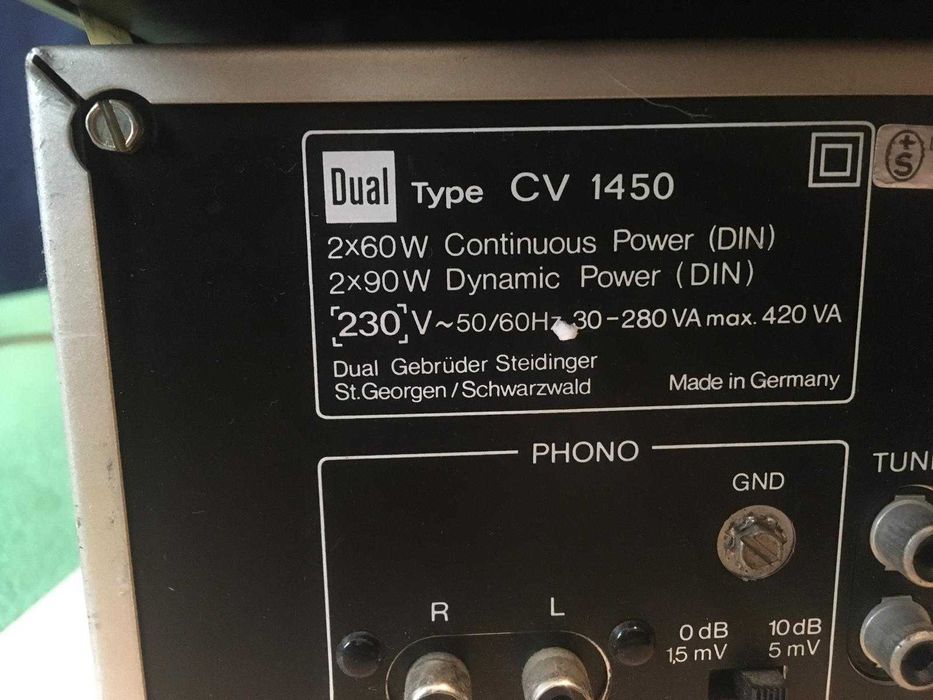 Dual Type CV 1450
2x60W Continuous Power (DIN)
2x90W Dynamic Power (DIN)
[230] V~50/60Hz 30-280 VA max. 420 VA
Dual Gebrüder Steidinger
St.Georgen/Schwarzwald
Made in Germany
+
S
PHONO
GND
TUN
R
L
0 dB
1,5 mV
10dB
5 mV